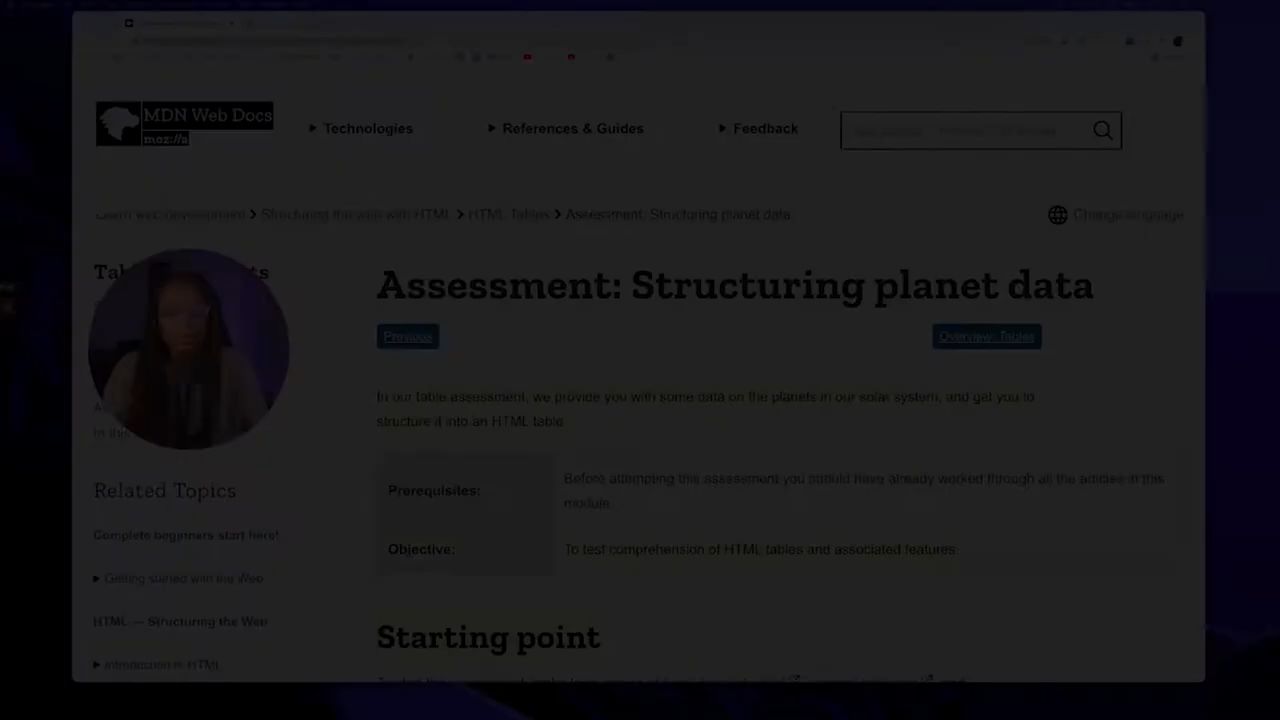 MDN Web Docs
moz://a
Technologies
References & Guides
Feedback
Learn web development
Structuring the web with HTML
HTML Tables
Assessment: Structuring planet data
Change language
Assessment: Structuring planet data
Previous
Overview: Tables
In our table assessment, we provide you with some data on the planets in our solar system, and get you to
structure it into an HTML table.
Prerequisites:
Before attempting this assessment you should have already worked through all the articles in this
module.
Objective:
To test comprehension of HTML tables and associated features.
In this
Related Topics
Complete beginners start here!
Getting started with the Web
HTML — Structuring the Web
Introduction to HTML
Starting point